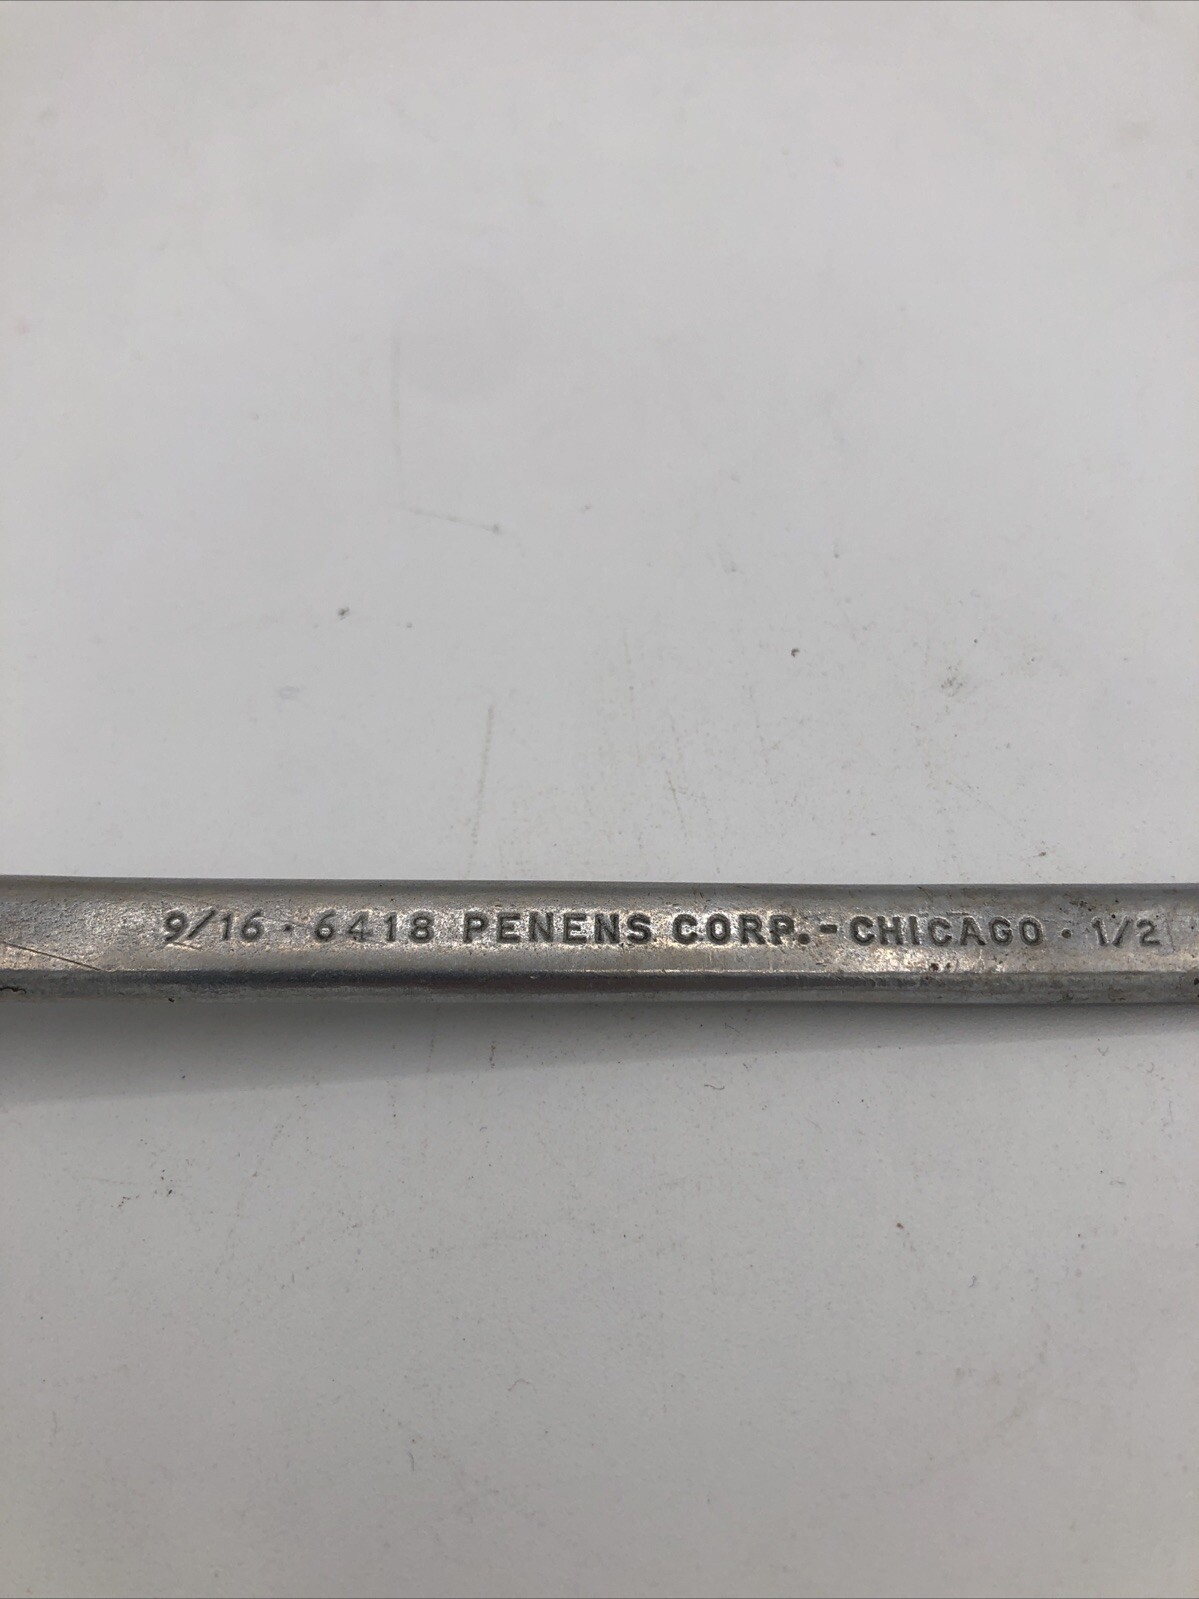 9/16 · 6418 PENENS CORP.-CHICAGO · 1/2